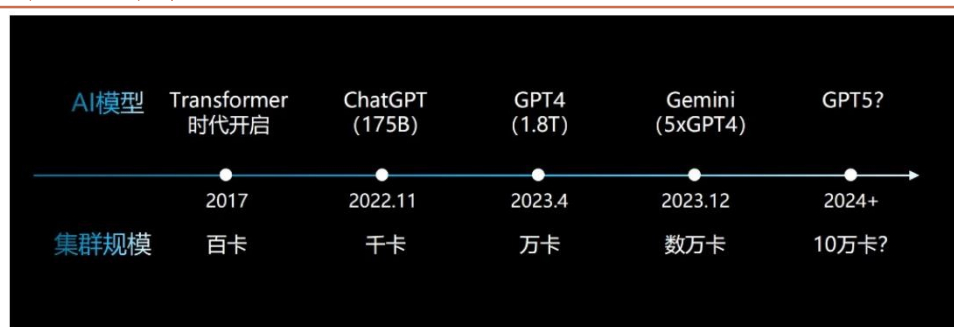 AI模型
Transformer
时代开启
ChatGPT
(175B)
GPT4
(1.8T)
Gemini
(5xGPT4)
GPT5?
2017
2022.11
2023.4
2023.12
2024+
集群规模
百卡
千卡
万卡
数万卡
10万卡?